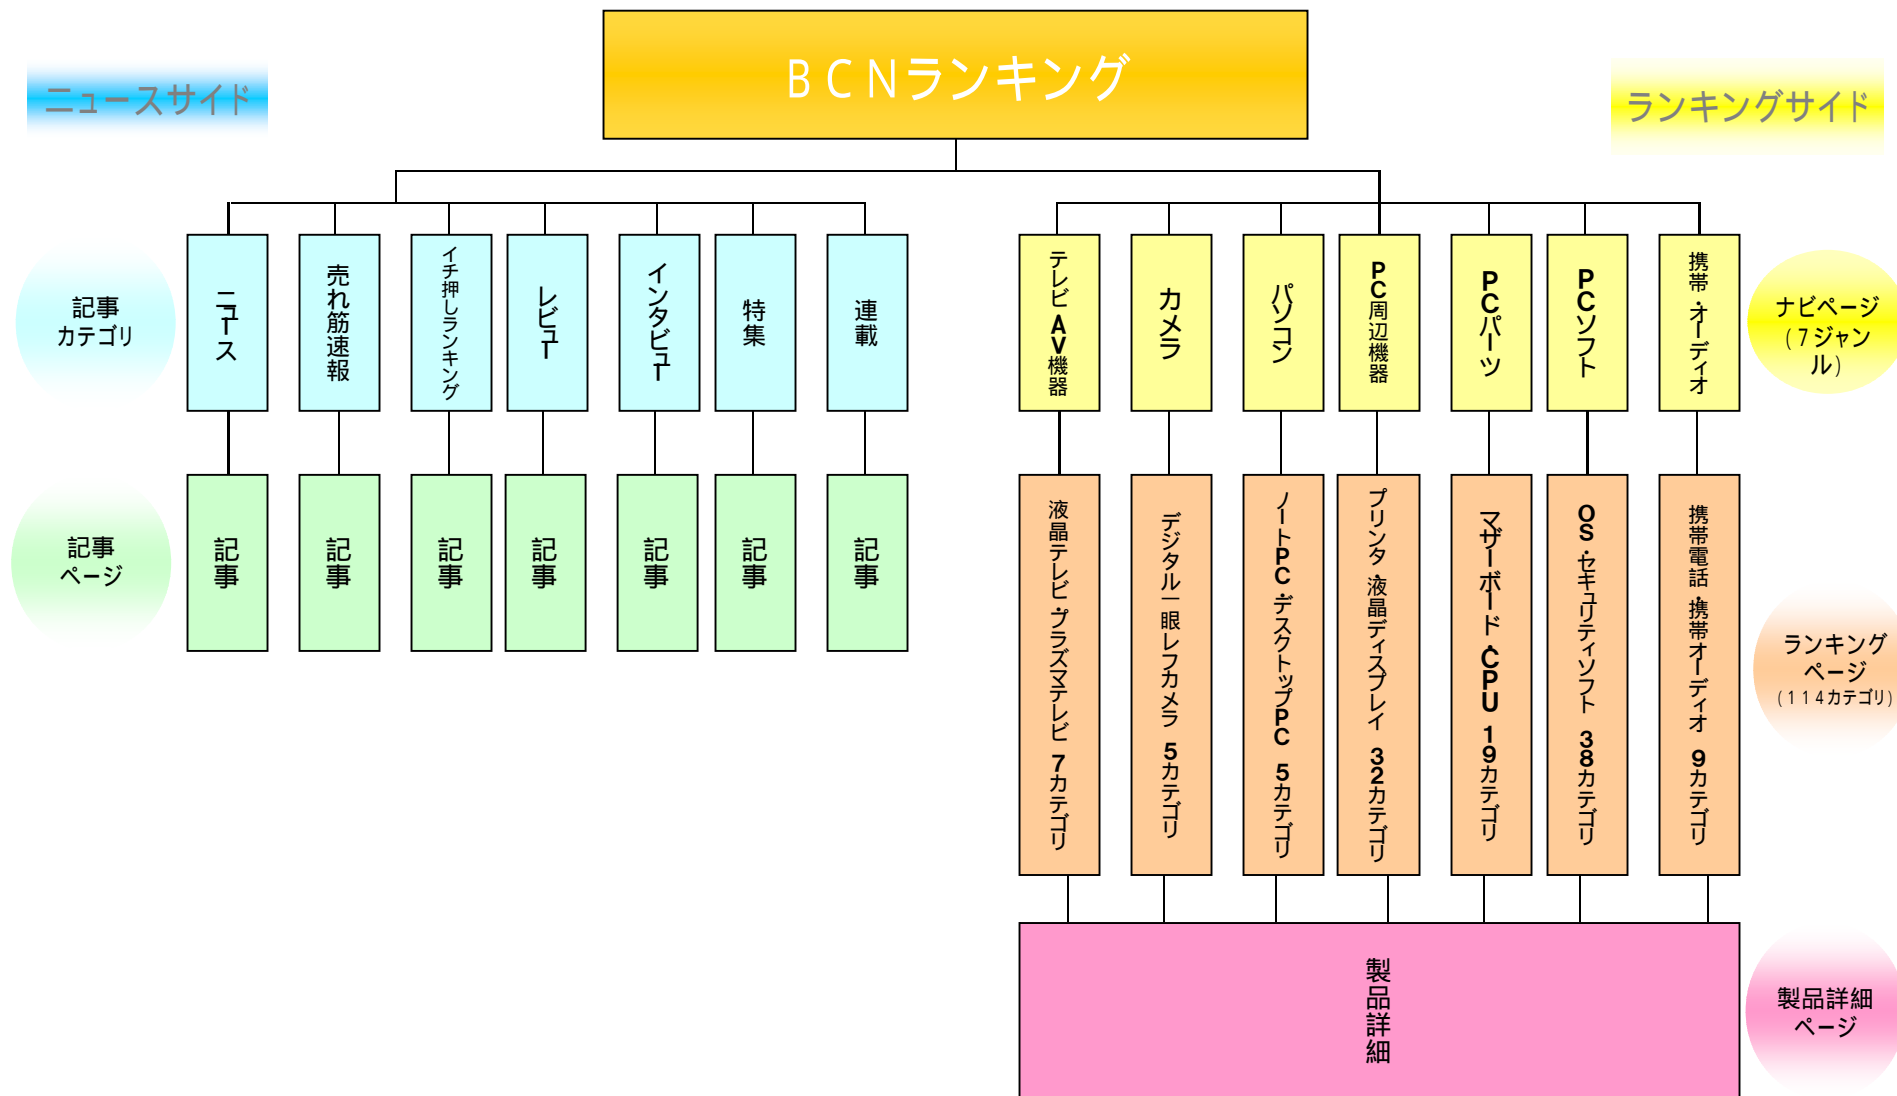 BCNランキング
ニュースサイド
ランキングサイド
記事
カテゴリ
ニュース
売れ筋速報
イチ押しランキング
レビュー
インタビュー
特集
連載
テレビ AV機器
カメラ
パソコン
PC周辺機器
PCパーツ
PCソフト
携帯・オーディオ
ナビページ
(7ジャン
ル)
記事
ページ
記事
記事
記事
記事
記事
記事
記事
液晶テレビ・プラズマテレビ 7カテゴリ
デジタル一眼レフカメラ 5カテゴリ
ノートPC・デスクトップPC 5カテゴリ
プリンタ・液晶ディスプレイ 32カテゴリ
マザーボード・CPU 19カテゴリ
OS・セキュリティソフト 38カテゴリ
携帯電話・携帯オーディオ 9カテゴリ
ランキング
ページ
(114カテゴリ)
製品詳細
製品詳細
ページ